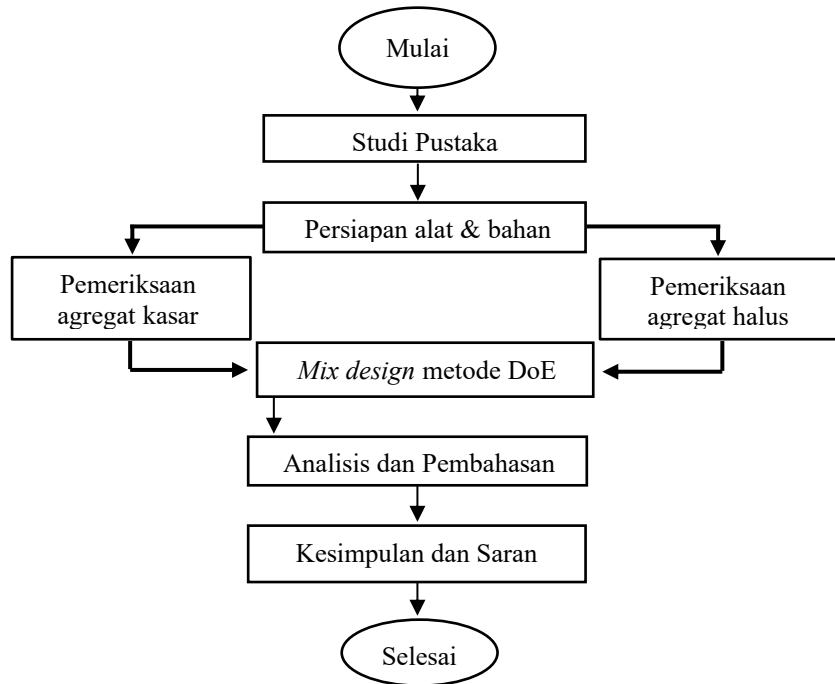 Mulai
Studi Pustaka
Persiapan alat & bahan
Pemeriksaan
agregat kasar
Pemeriksaan
agregat halus
Mix design metode DoE
Analisis dan Pembahasan
Kesimpulan dan Saran
Selesai